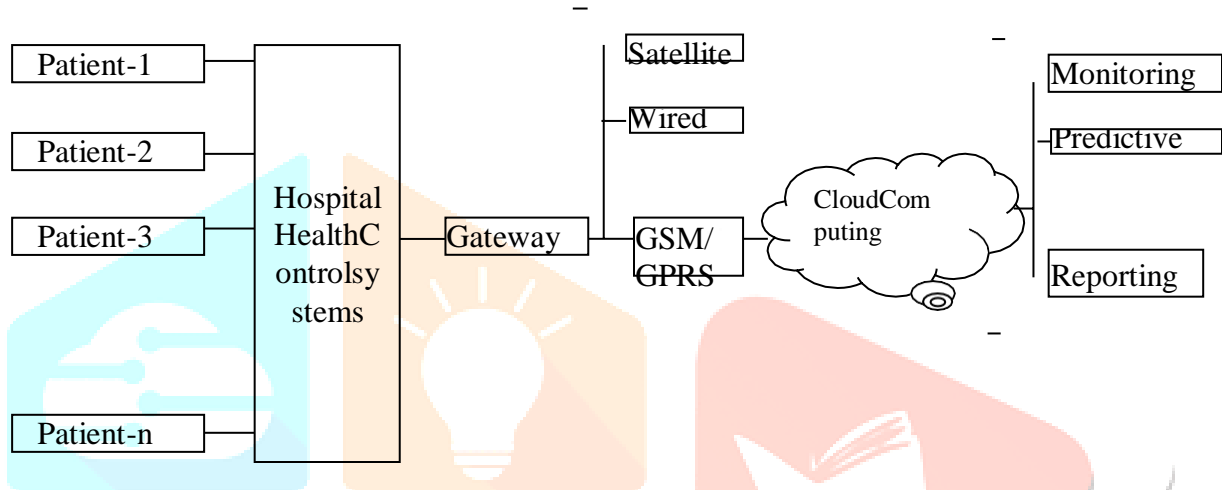 Patient-1
Patient-2
Patient-3
Patient-n
Hospital
HealthC
ontrolsy
stems
Gateway
Satellite
Wired
GSM/
GPRS
CloudCom
puting
Monitoring
Predictive
Reporting